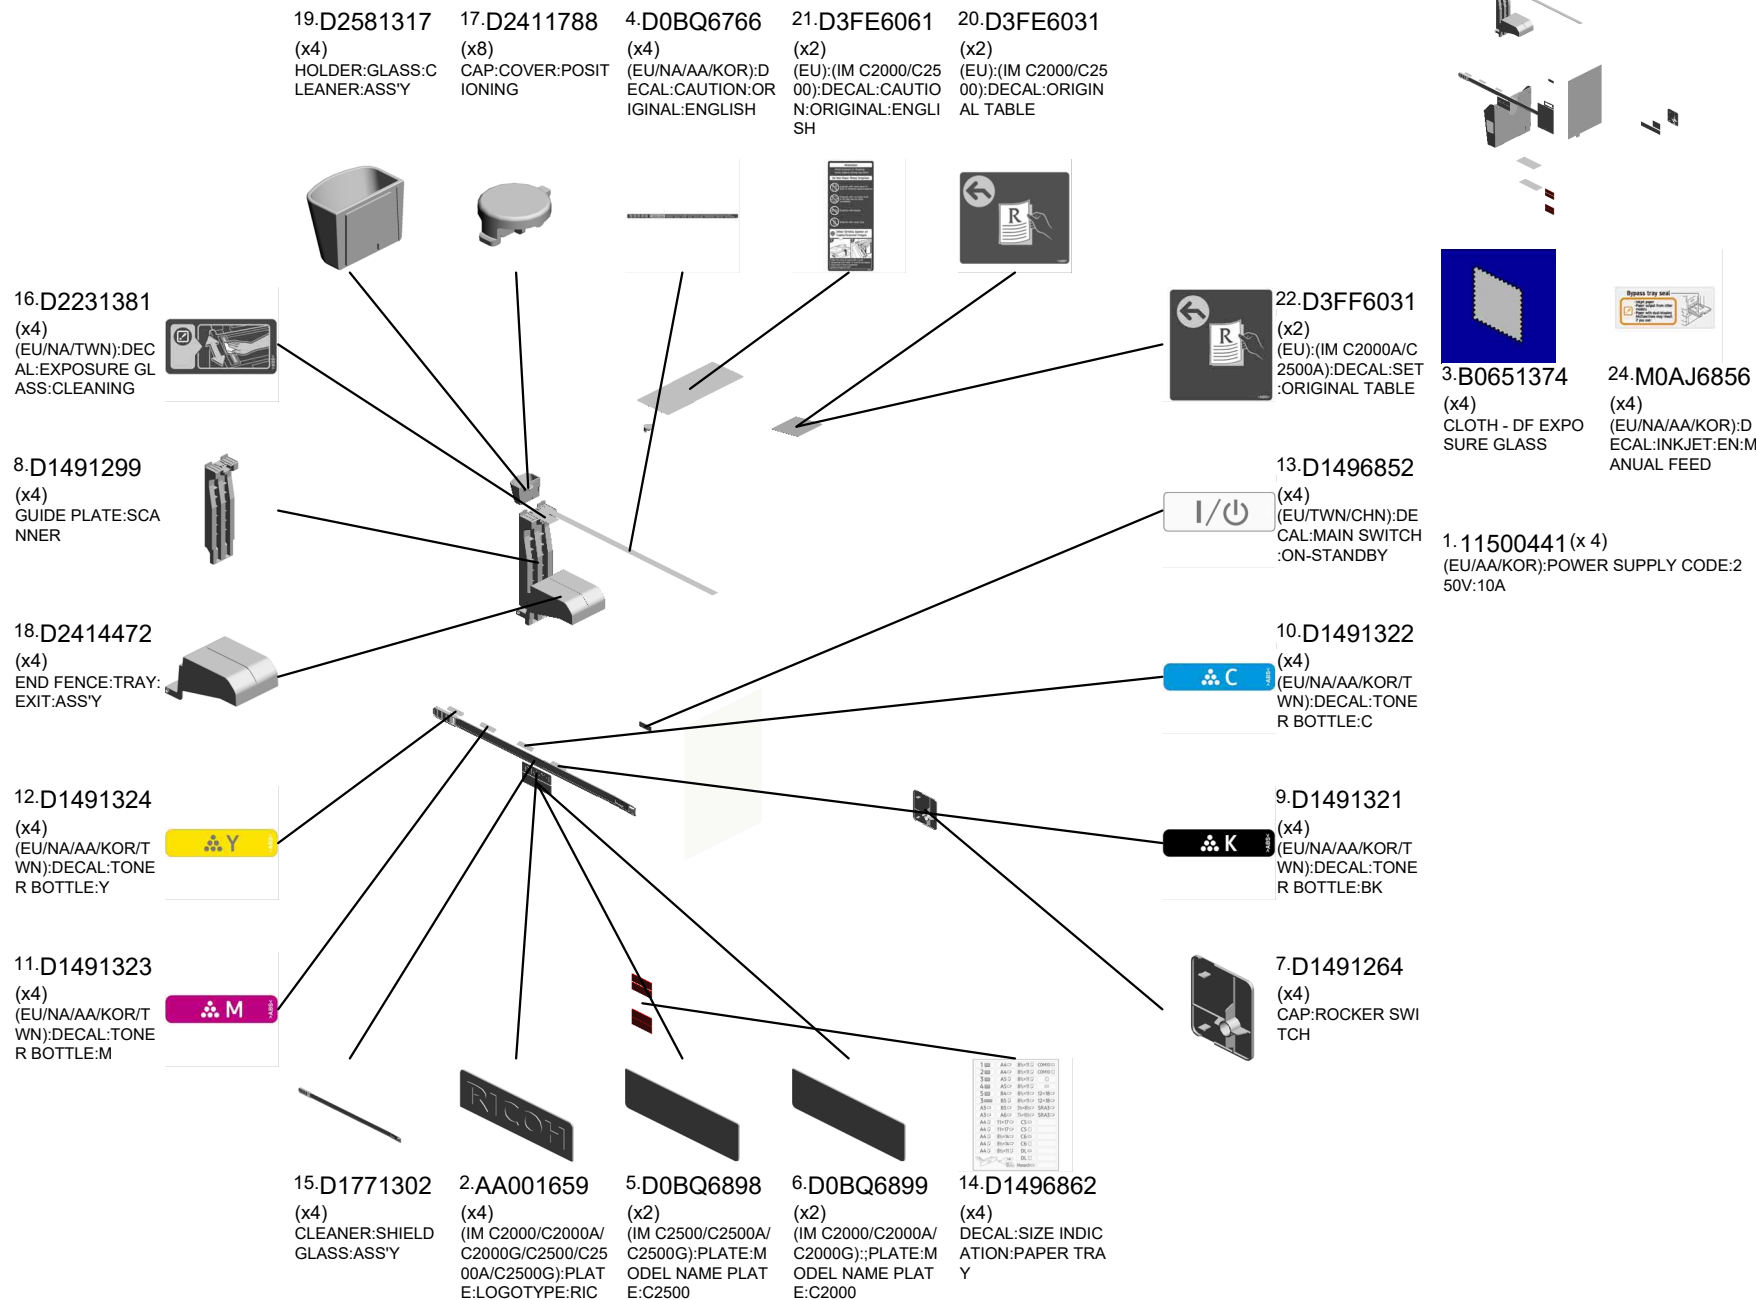 19.D2581317
(x4)
HOLDER:GLASS:C
LEANER:ASS'Y
17.D2411788
(x8)
CAP:COVER:POSIT
IONING
4.D0BQ6766
(x4)
(EU/NA/AA/KOR):D
ECAL:CAUTION:OR
IGINAL:ENGLISH
21.D3FE6061
(x2)
(EU):(IM C2000/C25
00):DECAL:CAUTIO
N:ORIGINAL:ENGLI
SH
20.D3FE6031
(x2)
(EU):(IM C2000/C25
00):DECAL:ORIGIN
AL TABLE
R
16.D2231381
(x4)
(EU/NA/TWN):DEC
AL:EXPOSURE GL
ASS:CLEANING
R
22.D3FF6031
(x2)
(EU):(IM C2000A/C
2500A):DECAL:SET
:ORIGINAL TABLE
Bypass tray seal
3.B0651374
(x4)
CLOTH - DF EXPO
SURE GLASS
24.M0AJ6856
(x4)
(EU/NA/AA/KOR):D
ECAL:INKJET:EN:M
ANUAL FEED
8.D1491299
(x4)
GUIDE PLATE:SCA
NNER
13.D1496852
(x4)
(EU/TWN/CHN):DE
CAL:MAIN SWITCH
:ON-STANDBY
1.11500441(x 4)
(EU/AA/KOR):POWER SUPPLY CODE:2
50V:10A
18.D2414472
(x4)
END FENCE:TRAY:
EXIT:ASS'Y
C >ABS<
10.D1491322
(x4)
(EU/NA/AA/KOR/T
WN):DECAL:TONE
R BOTTLE:C
12.D1491324
(x4)
(EU/NA/AA/KOR/T
WN):DECAL:TONE
R BOTTLE:Y
Y >ABS<
K >ABS<
9.D1491321
(x4)
(EU/NA/AA/KOR/T
WN):DECAL:TONE
R BOTTLE:BK
11.D1491323
(x4)
(EU/NA/AA/KOR/T
WN):DECAL:TONE
R BOTTLE:M
M >ABS<
7.D1491264
(x4)
CAP:ROCKER SWI
TCH
RICOH
15.D1771302
(x4)
CLEANER:SHIELD
GLASS:ASS'Y
2.AA001659
(x4)
(IM C2000/C2000A/
C2000G/C2500/C25
00A/C2500G):PLAT
E:LOGOTYPE:RIC
5.D0BQ6898
(x2)
(IM C2500/C2500A/
C2500G):PLATE:M
ODEL NAME PLAT
E:C2500
6.D0BQ6899
(x2)
(IM C2000/C2000A/
C2000G):;PLATE:M
ODEL NAME PLAT
E:C2000
14.D1496862
(x4)
DECAL:SIZE INDIC
ATION:PAPER TRA
Y